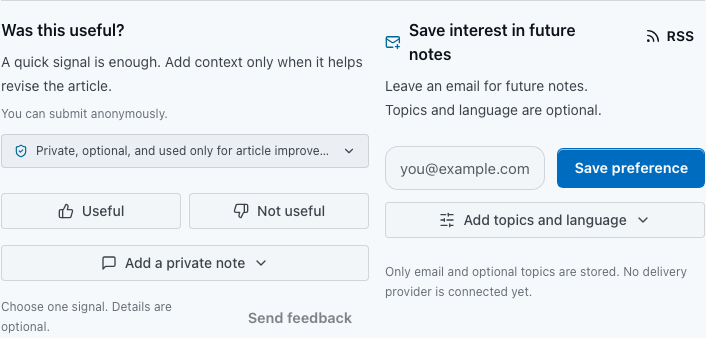 Was this useful?
A quick signal is enough. Add context only when it helps
revise the article.
You can submit anonymously.
Private, optional, and used only for article improve...
Useful
Not useful
Add a private note
Choose one signal. Details are
optional.
Send feedback
Save interest in future
notes
RSS
Leave an email for future notes.
Topics and language are optional.
you@example.com
Save preference
Add topics and language
Only email and optional topics are stored. No delivery
provider is connected yet.